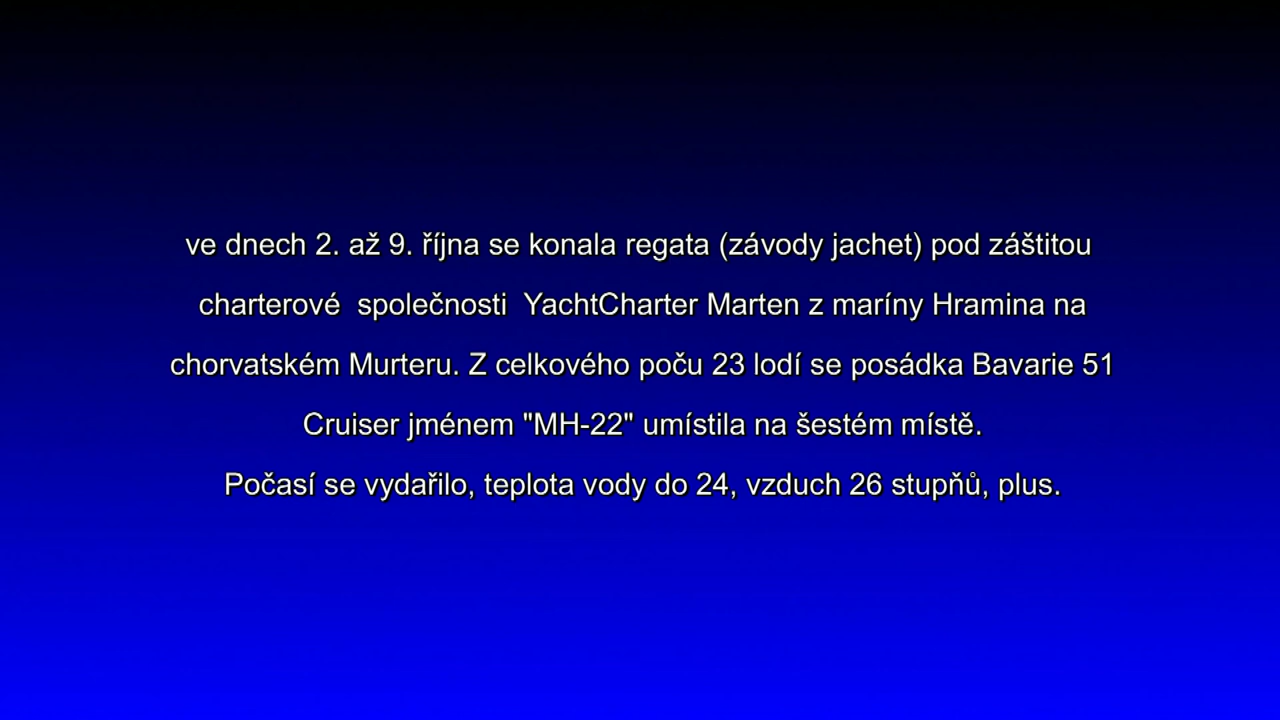 ve dnech 2. až 9. října se konala regata (závody jachet) pod záštitou
charterové  společnosti  YachtCharter Marten z maríny Hramina na
chorvatském Murteru. Z celkového poču 23 lodí se posádka Bavarie 51
Cruiser jménem "MH-22" umístila na šestém místě.
Počasí se vydařilo, teplota vody do 24, vzduch 26 stupňů, plus.